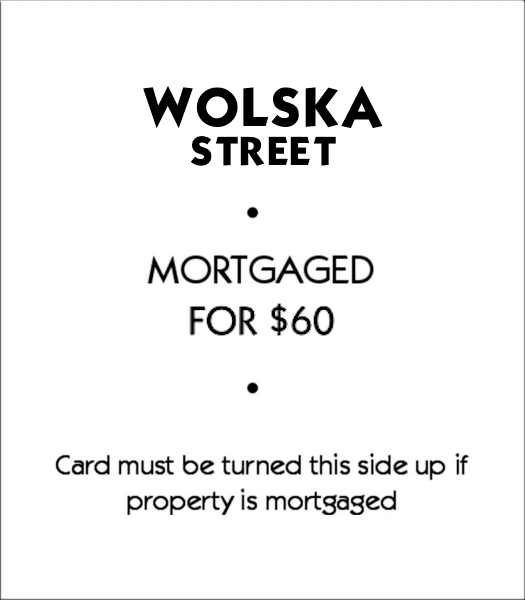 WOLSKA
STREET
•
MORTGAGED
FOR $60
•
Card must be turned this side up if
property is mortgaged